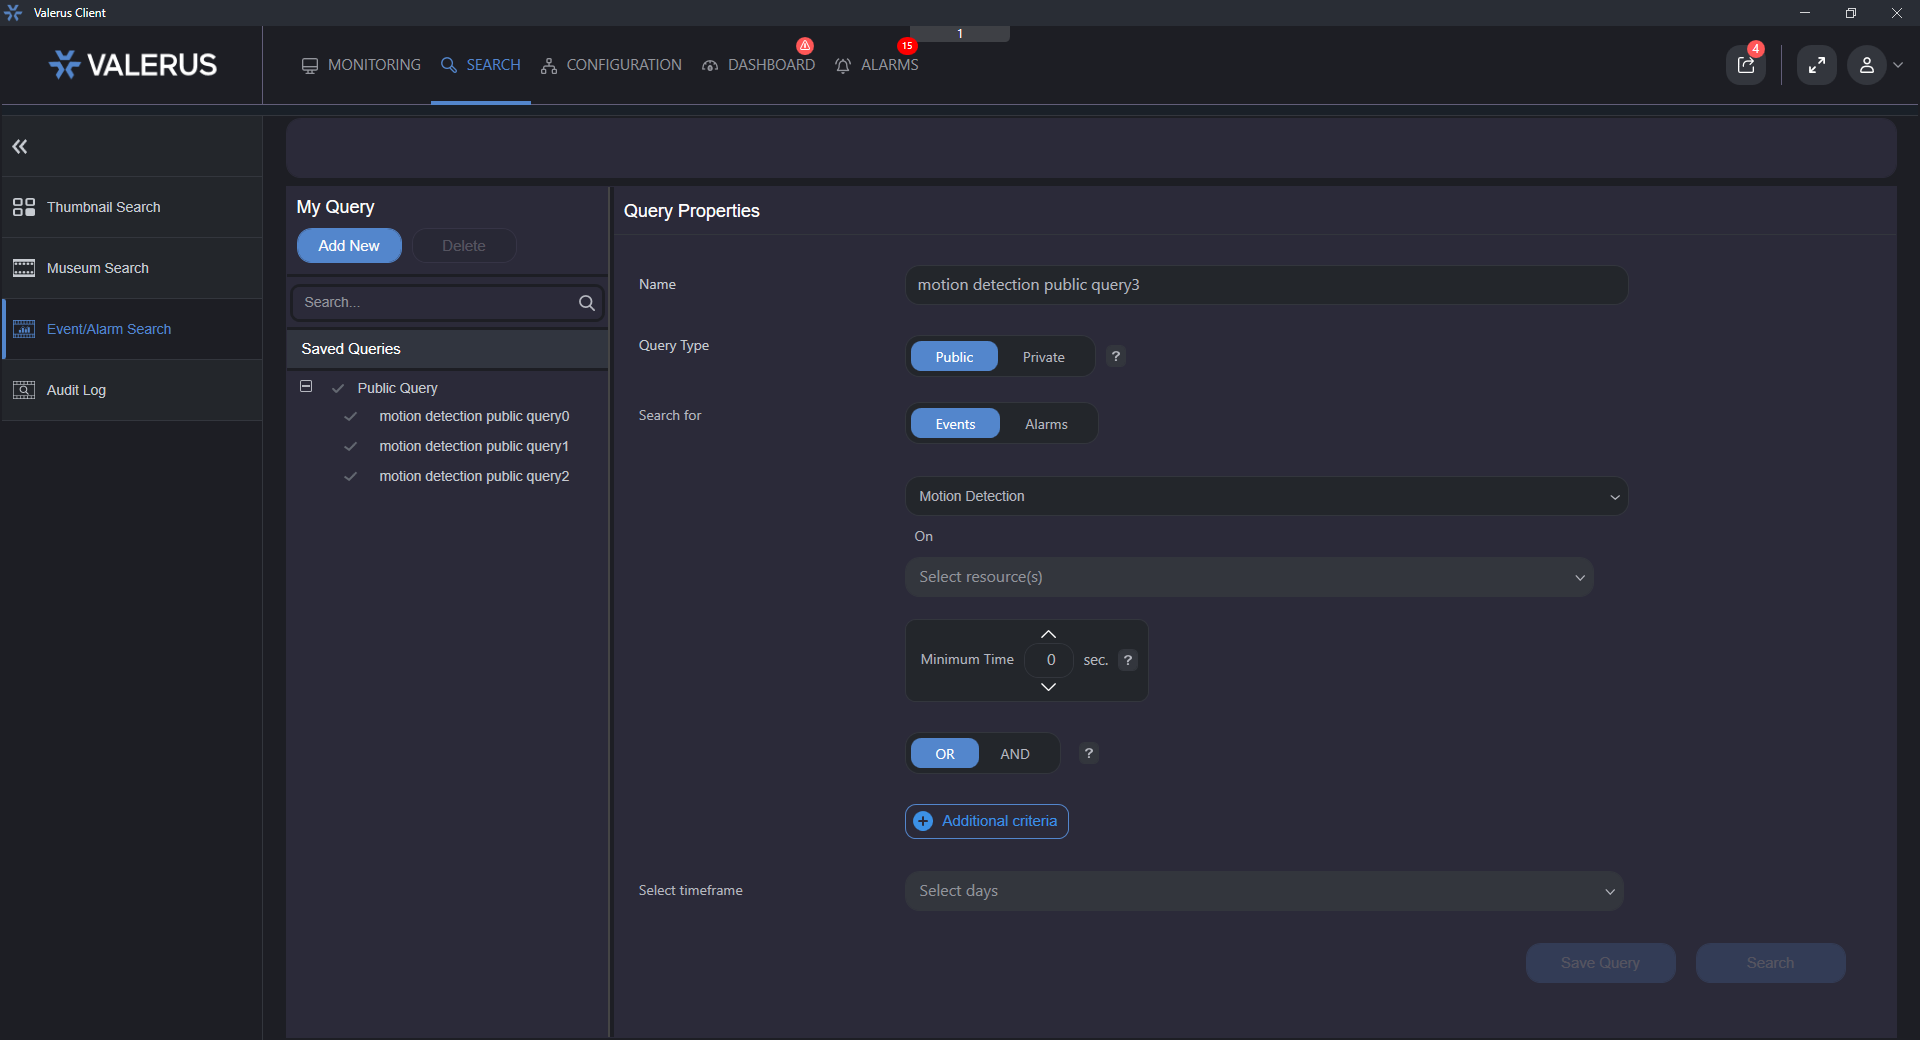 Valerus Client
1
VALERUS
MONITORING
SEARCH
CONFIGURATION
DASHBOARD
15
ALARMS
4
Thumbnail Search
Museum Search
Event/Alarm Search
Audit Log
My Query
Add New
Delete
Search...
Saved Queries
Public Query
motion detection public query0
motion detection public query1
motion detection public query2
Query Properties
Name
motion detection public query3
Query Type
Public
Private
?
Search for
Events
Alarms
Motion Detection
On
Select resource(s)
Minimum Time
0
sec.
?
OR
AND
?
Additional criteria
Select timeframe
Select days
Save Query
Search